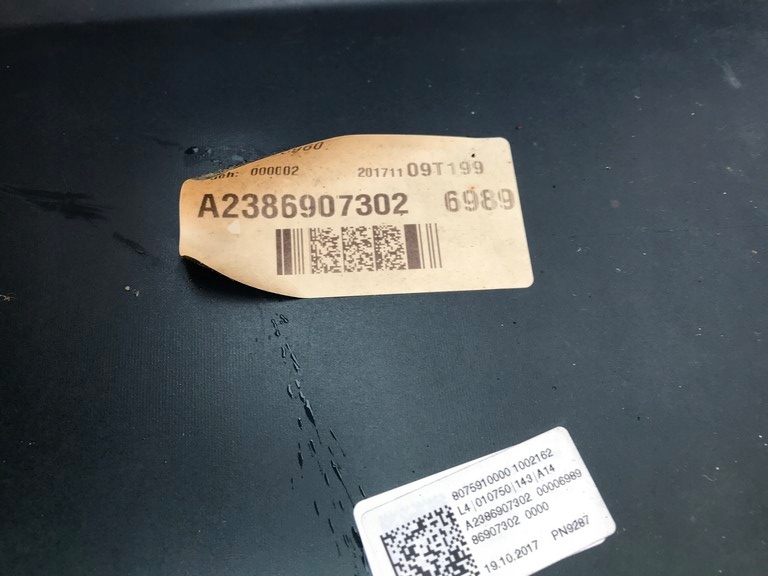 000002 201711 09T199
A2386907302 6989
8075910000 1002162
L4|010750|143|A14
A2386907302 00006989
86907302 0000
19.10.2017 PN9287